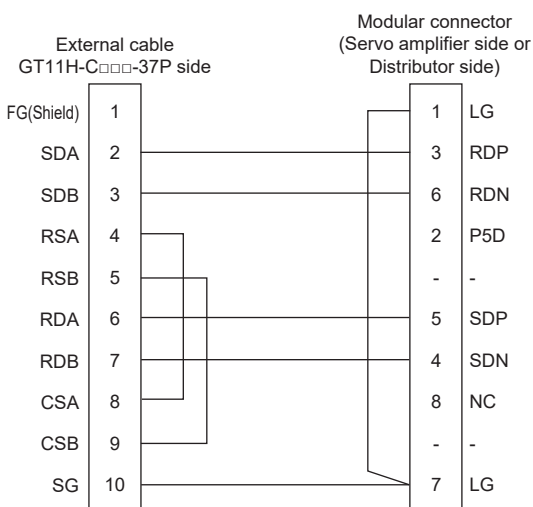 External cable
GT11H-C□□□-37P side
Modular connector
(Servo amplifier side or
Distributor side)
FG(Shield) 1 1 LG
SDA 2 3 RDP
SDB 3 6 RDN
RSA 4 2 P5D
RSB 5 - -
RDA 6 5 SDP
RDB 7 4 SDN
CSA 8 8 NC
CSB 9 - -
SG 10 7 LG